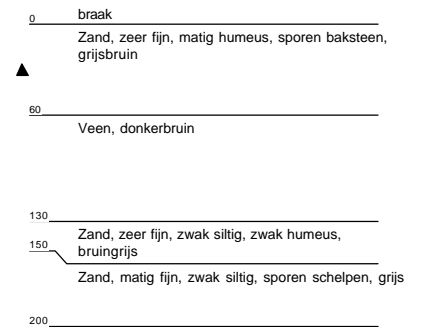 braak
0
Zand, zeer fijn, matig humeus, sporen baksteen,
grijsbruin
60
Veen, donkerbruin
130
Zand, zeer fijn, zwak siltig, zwak humeus,
bruingrijs
150
Zand, matig fijn, zwak siltig, sporen schelpen, grijs
200